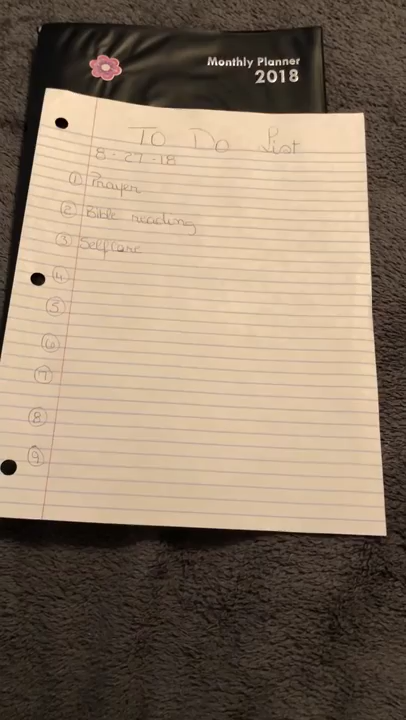 Monthly Planner
2018
To Do List
8-27-18
① Prayer
② Bible reading
③ Selfcare
④
⑤
⑥
⑦
⑧
⑨